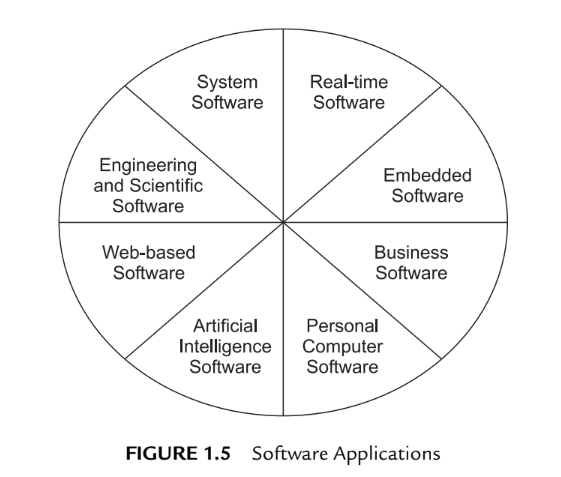 System
Software
Real-time
Software
Embedded
Software
Business
Software
Personal
Computer
Software
Artificial
Intelligence
Software
Web-based
Software
Engineering
and Scientific
Software
FIGURE 1.5 Software Applications